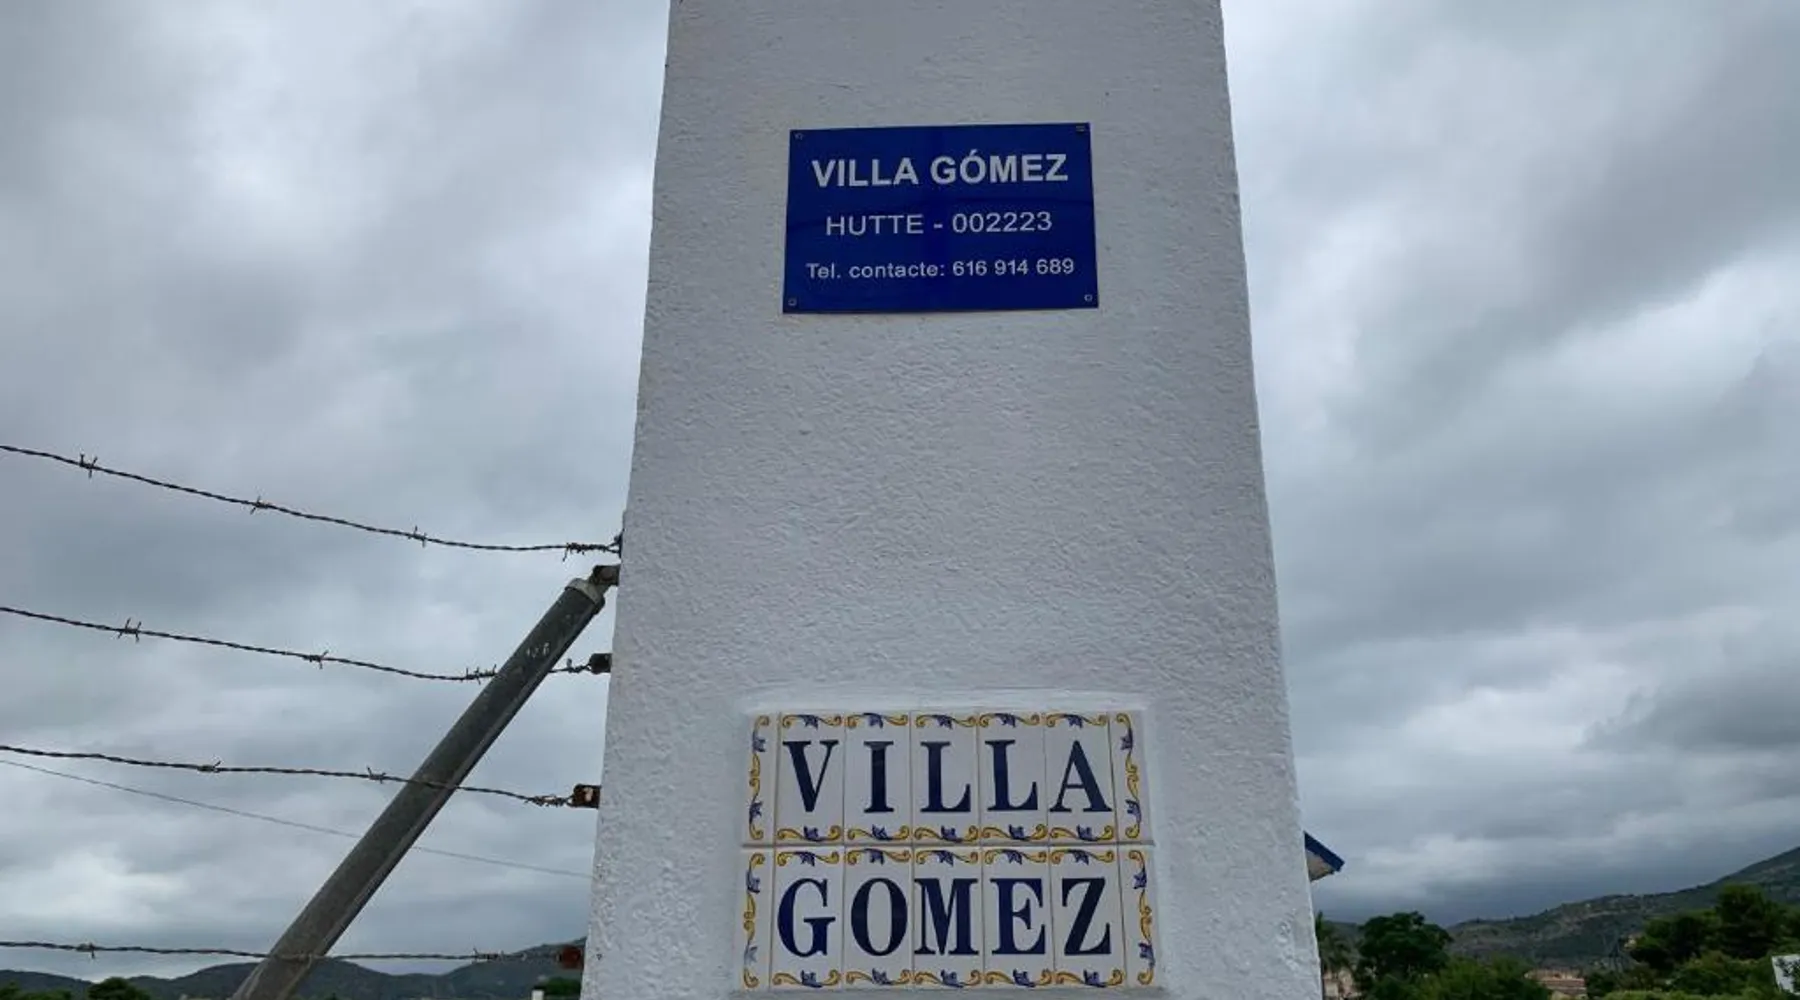 VILLA GÓMEZ
HUTTE - 002223
Tel. contacte: 616 914 689
VILLA
GOMEZ